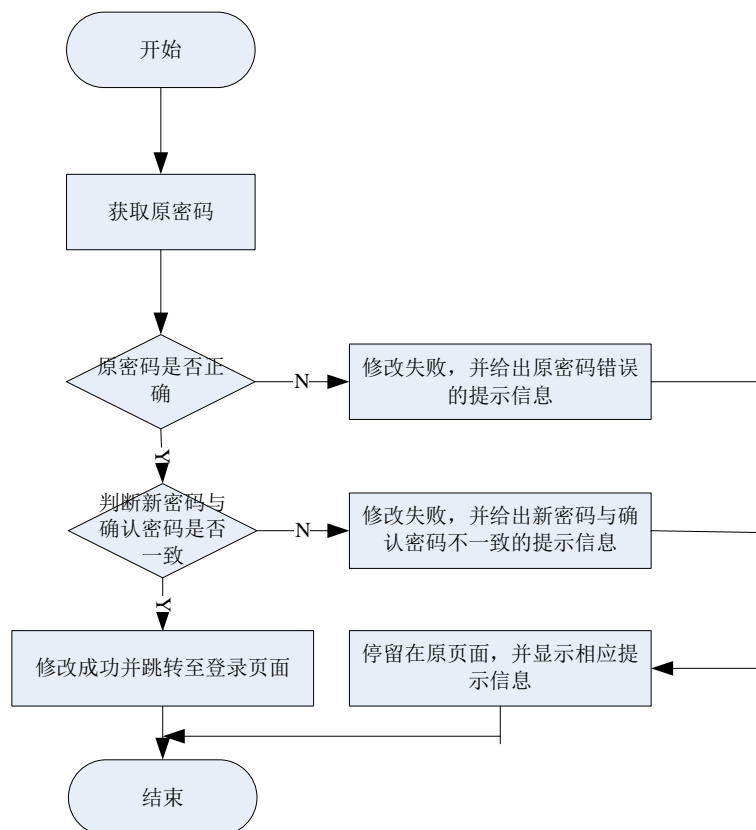 开始
获取原密码
原密码是否正
确
N
修改失败，并给出原密码错误
的提示信息
Y
判断新密码与
确认密码是否
一致
N
修改失败，并给出新密码与确
认密码不一致的提示信息
Y
修改成功并跳转至登录页面
停留在原页面，并显示相应提
示信息
结束